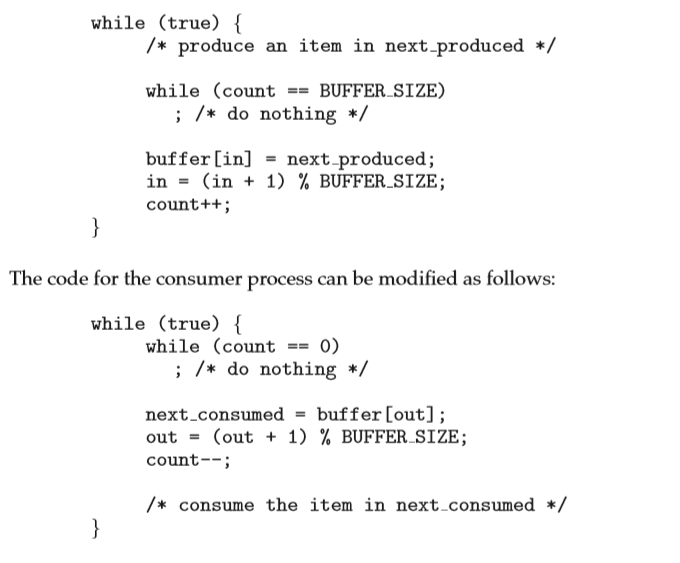 while (true) {
/* produce an item in next_produced */
while (count == BUFFER_SIZE)
; /* do nothing */
buffer[in] = next_produced;
in = (in + 1) % BUFFER_SIZE;
count++;
}
The code for the consumer process can be modified as follows:
while (true) {
while (count == 0)
; /* do nothing */
next_consumed = buffer[out];
out = (out + 1) % BUFFER_SIZE;
count--;
/* consume the item in next_consumed */
}